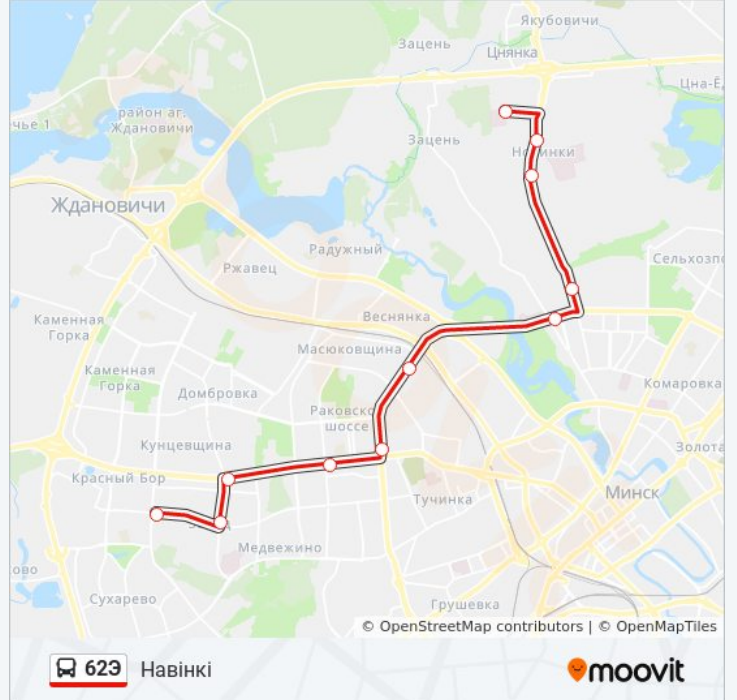 Якубовичи
Зацень
Цнянка
Цна-Ё
район аг.
Ждановичи
чье 1
Зацень
Новинки
Ждановичи
Радужный
Сельхозпо
Ржавец
Каменная
Горка
Веснянка
Масюковщина
Каменная
Горка
Комаровка
Домбровка
Раковско
шоссе
Кунцевщина
Золота
Красный Бор
Тучинка
Минск
Медвежино
ово
Сухарево
Грушевка
© OpenStreetMap contributors | © OpenMapTiles
62Э Навінкі
moovit